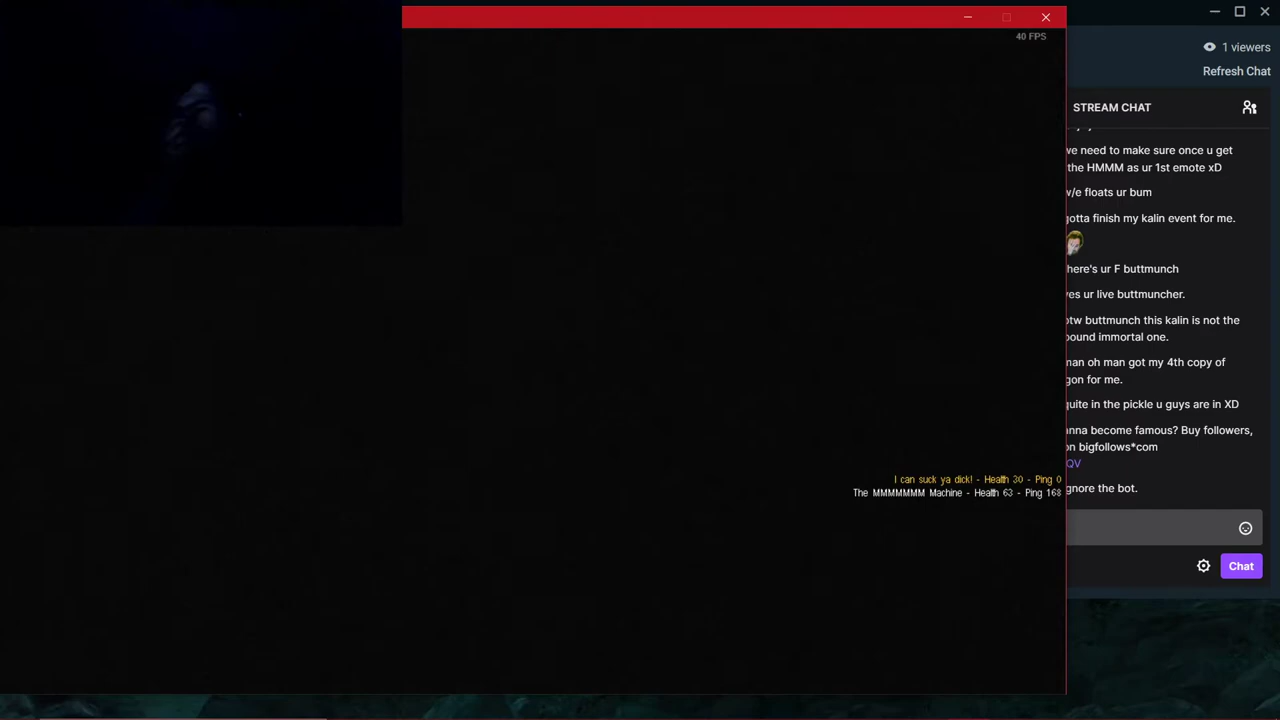 1 viewers
40 FPS
Refresh Chat
STREAM CHAT
we need to make sure once u get
the HMMM as ur 1st emote xD
w/e floats ur bum
gotta finish my kalin event for me.
here's ur F buttmunch
yes ur live buttmuncher.
btw buttmunch this kalin is not the
bound immortal one.
man oh man got my 4th copy of
gon for me.
quite in the pickle u guys are in XD
anna become famous? Buy followers,
on bigfollows*com
QV
I can suck ya dick! - Health 30 - Ping 0
ignore the bot.
The MMMMMMM Machine - Health 63 - Ping 168
Chat